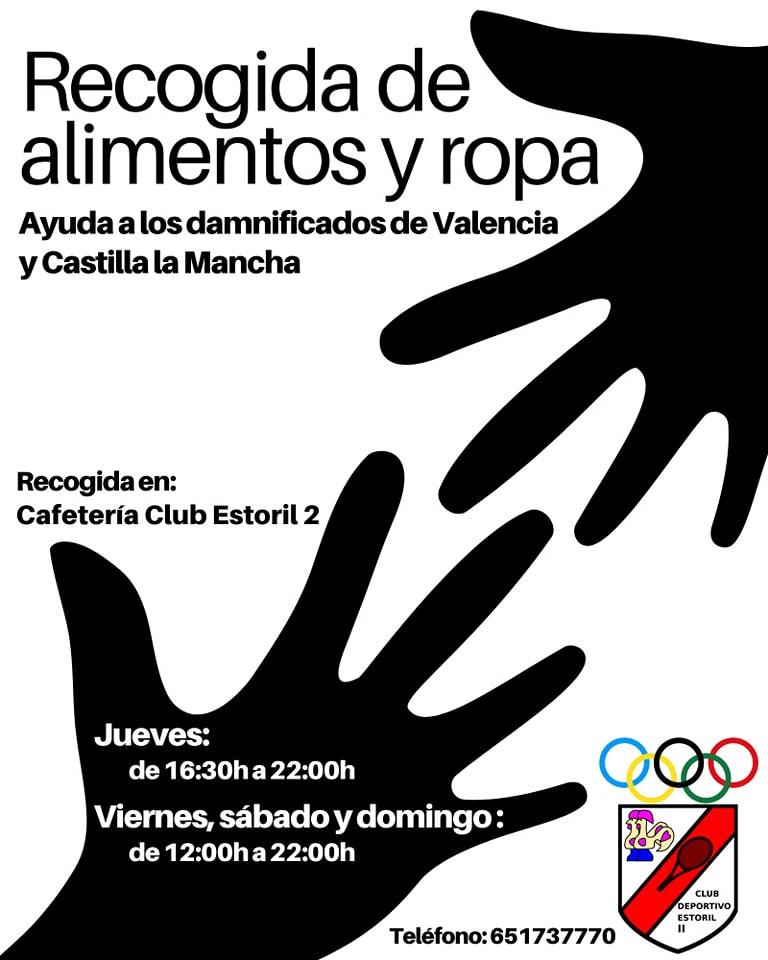 Recogida de
alimentos y ropa
Ayuda a los damnificados de Valencia
y Castilla la Mancha
Recogida en:
Cafetería Club Estoril 2
Jueves:
de 16:30h a 22:00h
Viernes, sábado y domingo :
de 12:00h a 22:00h
CLUB
DEPORTIVO
ESTORIL
II
Teléfono: 651737770